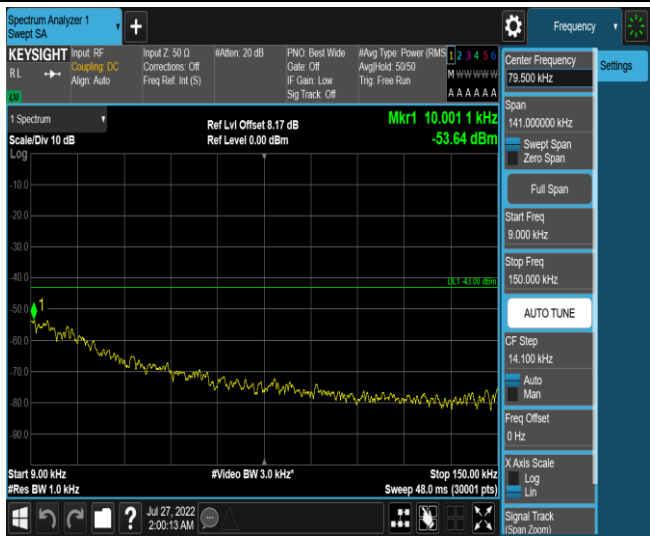 Spectrum Analyzer 1
Swept SA
Frequency
KEYSIGHT
RL
Input: RF
Coupling: DC
Align: Auto
Input Z: 50 Ω
Corrections: Off
Freq Ref: Int (S)
#Atten: 20 dB
PNO: Best Wide
Gate: Off
IF Gain: Low
Sig Track: Off
#Avg Type: Power (RMS
Avg|Hold: 50/50
Trig: Free Run
1 2 3 4 5 6
M W W W W W
A A A A A A
1 Spectrum
Scale/Div 10 dB
Log
Ref Lvl Offset 8.17 dB
Ref Level 0.00 dBm
Mkr1 10.001 1 kHz
-53.64 dBm
-10.0
-20.0
-30.0
-40.0
DL1 -43.00 dBm
-50.0
1
-60.0
-70.0
-80.0
-90.0
Start 9.00 kHz
#Res BW 1.0 kHz
#Video BW 3.0 kHz*
Stop 150.00 kHz
Sweep 48.0 ms (30001 pts)
Jul 27, 2022
2:00:13 AM
Settings
Center Frequency
79.500 kHz
Span
141.000000 kHz
Swept Span
Zero Span
Full Span
Start Freq
9.000 kHz
Stop Freq
150.000 kHz
AUTO TUNE
CF Step
14.100 kHz
Auto
Man
Freq Offset
0 Hz
X Axis Scale
Log
Lin
Signal Track
(Span Zoom)